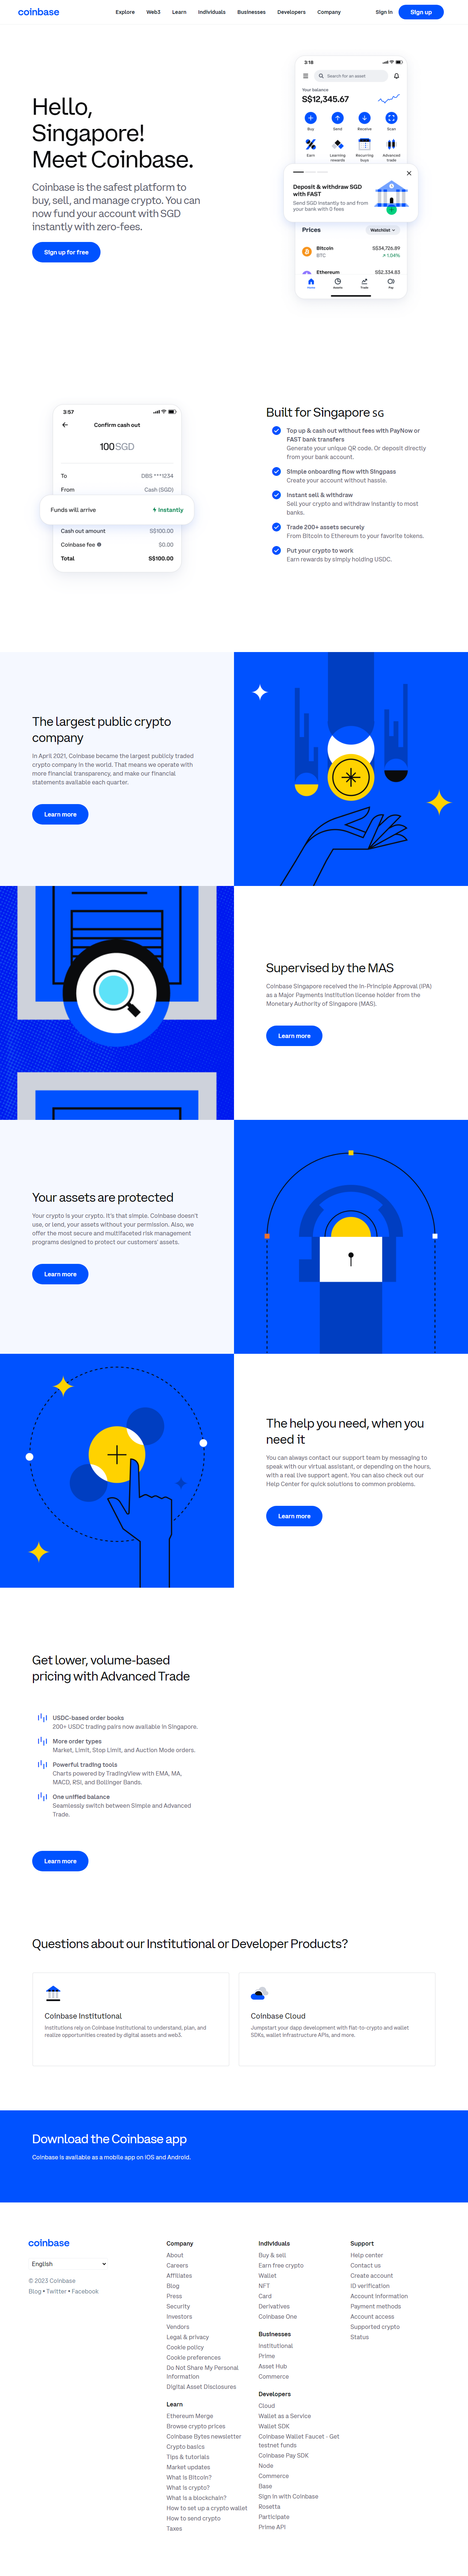 coinbase
Explore
Web3
Learn
Individuals
Businesses
Developers
Company
Sign in
Sign up
Hello,
Singapore!
Meet Coinbase.
Coinbase is the safest platform to
buy, sell, and manage crypto. You can
now fund your account with SGD
instantly with zero-fees.
Sign up for free
3:18
Search for an asset
Your balance
S$12,345.67
Buy
Send
Receive
Scan
Earn
Learning
rewards
Recurring
buys
Advanced
trade
Deposit & withdraw SGD
with FAST
Send SGD instantly to and from
your bank with 0 fees
Prices
Watchlist
Bitcoin
S$34,726.89
BTC
1.04%
Ethereum
S$2,334.83
Home
Assets
Trade
Pay
3:57
Confirm cash out
100 SGD
To
DBS ***1234
From
Cash (SGD)
Funds will arrive
Instantly
Cash out amount
S$100.00
Coinbase fee
$0.00
Total
S$100.00
Built for Singapore SG
Top up & cash out without fees with PayNow or
FAST bank transfers
Generate your unique QR code. Or deposit directly
from your bank account.
Simple onboarding flow with Singpass
Create your account without hassle.
Instant sell & withdraw
Sell your crypto and withdraw instantly to most
banks.
Trade 200+ assets securely
From Bitcoin to Ethereum to your favorite tokens.
Put your crypto to work
Earn rewards by simply holding USDC.
The largest public crypto
company
In April 2021, Coinbase became the largest publicly traded
crypto company in the world. That means we operate with
more financial transparency, and make our financial
statements available each quarter.
Learn more
Supervised by the MAS
Coinbase Singapore received the In-Principle Approval (IPA)
as a Major Payments Institution license holder from the
Monetary Authority of Singapore (MAS).
Learn more
Your assets are protected
Your crypto is your crypto. It's that simple. Coinbase doesn't
use, or lend, your assets without your permission. Also, we
offer the most secure and multifaceted risk management
programs designed to protect our customers' assets.
Learn more
The help you need, when you
need it
You can always contact our support team by messaging to
speak with our virtual assistant, or depending on the hours,
with a real live support agent. You can also check out our
Help Center for quick solutions to common problems.
Learn more
Get lower, volume-based
pricing with Advanced Trade
USDC-based order books
200+ USDC trading pairs now available in Singapore.
More order types
Market, Limit, Stop Limit, and Auction Mode orders.
Powerful trading tools
Charts powered by TradingView with EMA, MA,
MACD, RSI, and Bollinger Bands.
One unified balance
Seamlessly switch between Simple and Advanced
Trade.
Learn more
Questions about our Institutional or Developer Products?
Coinbase Institutional
Institutions rely on Coinbase Institutional to understand, plan, and
realize opportunities created by digital assets and web3.
Coinbase Cloud
Jumpstart your dapp development with fiat-to-crypto and wallet
SDKs, wallet infrastructure APIs, and more.
Download the Coinbase app
Coinbase is available as a mobile app on iOS and Android.
coinbase
English
© 2023 Coinbase
Blog • Twitter • Facebook
Company
About
Careers
Affiliates
Blog
Press
Security
Investors
Vendors
Legal & privacy
Cookie policy
Cookie preferences
Do Not Share My Personal
Information
Digital Asset Disclosures
Learn
Ethereum Merge
Browse crypto prices
Coinbase Bytes newsletter
Crypto basics
Tips & tutorials
Market updates
What is Bitcoin?
What is crypto?
What is a blockchain?
How to set up a crypto wallet
How to send crypto
Taxes
Individuals
Buy & sell
Earn free crypto
Wallet
NFT
Card
Derivatives
Coinbase One
Businesses
Institutional
Prime
Asset Hub
Commerce
Developers
Cloud
Wallet as a Service
Wallet SDK
Coinbase Wallet Faucet - Get
testnet funds
Coinbase Pay SDK
Node
Commerce
Base
Sign in with Coinbase
Rosetta
Participate
Prime API
Support
Help center
Contact us
Create account
ID verification
Account information
Payment methods
Account access
Supported crypto
Status